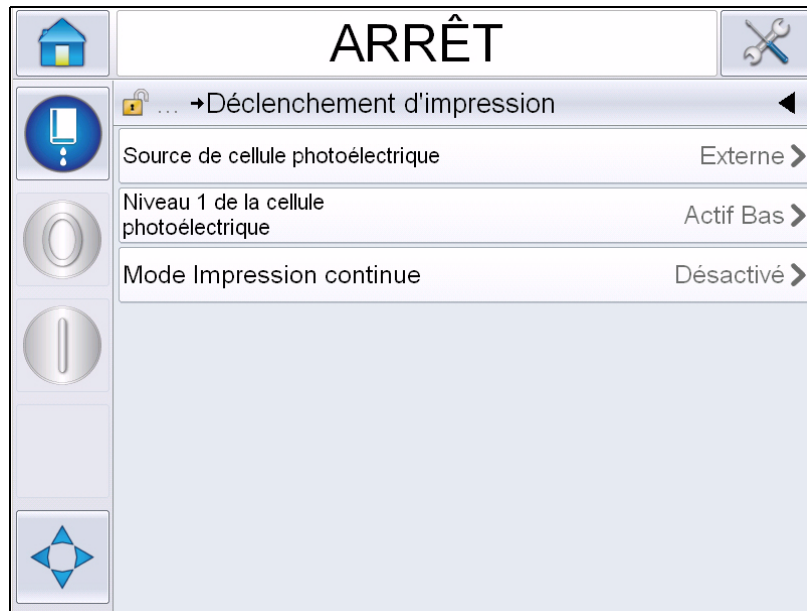 ARRÊT
... →Déclenchement d'impression
Source de cellule photoélectrique
Externe
Niveau 1 de la cellule
photoélectrique
Actif Bas
Mode Impression continue
Désactivé